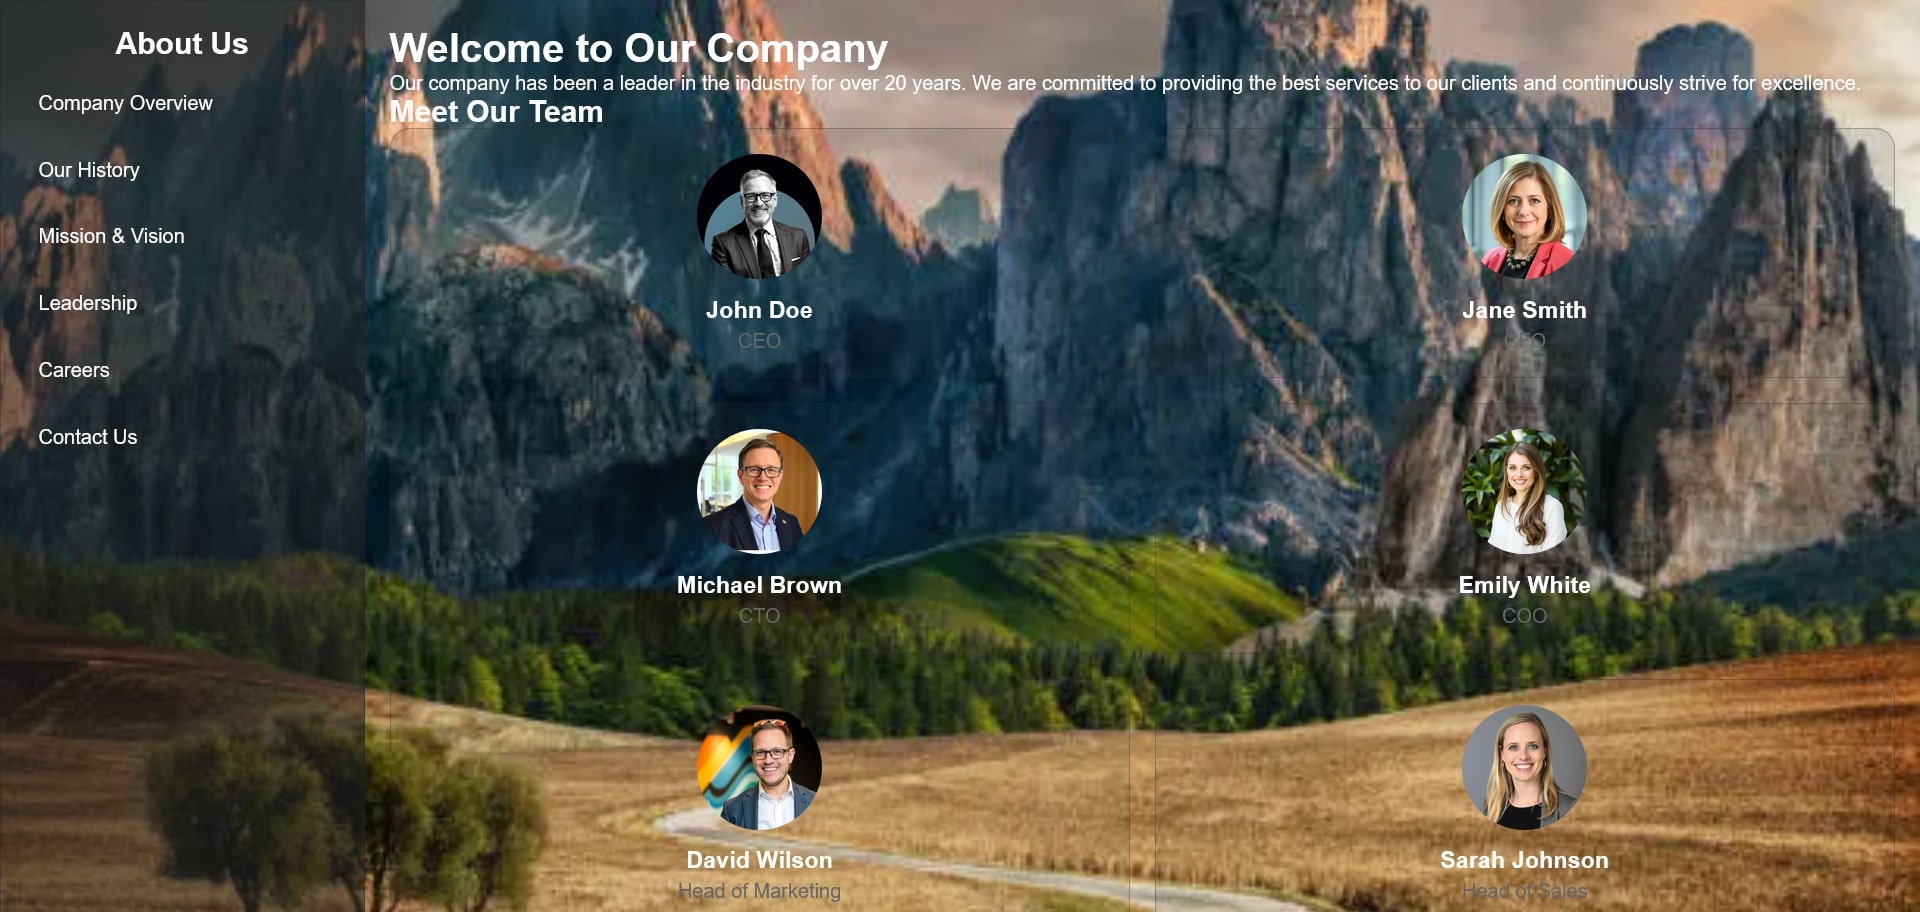 About Us
Company Overview
Our History
Mission & Vision
Leadership
Careers
Contact Us
Welcome to Our Company
Our company has been a leader in the industry for over 20 years. We are committed to providing the best services to our clients and continuously strive for excellence.
Meet Our Team
John Doe
CEO
Jane Smith
CFO
Michael Brown
CTO
Emily White
COO
David Wilson
Head of Marketing
Sarah Johnson
Head of Sales